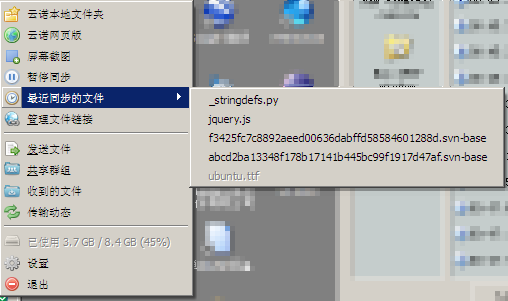 云诺本地文件夹
云诺网页版
屏幕截图
暂停同步
最近同步的文件
管理文件链接
发送文件
共享群组
收到的文件
传输动态
已使用 3.7 GB / 8.4 GB (45%)
设置
退出
_stringdefs.py
jquery.js
f3425fc7c8892aeed00636dabffd58584601288d.svn-base
abcd2ba13348f178b17141b445bc99f1917d47af.svn-base
ubuntu.ttf